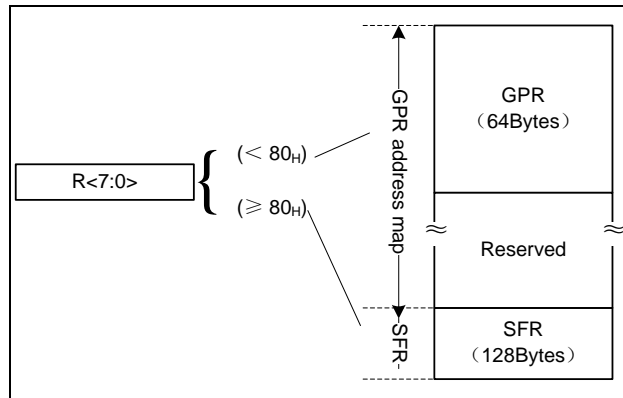 R<7:0>
(＜ 80H)
(≧ 80H)
GPR address map
SFR
GPR
（64Bytes）
≈
≈
Reserved
SFR
（128Bytes）